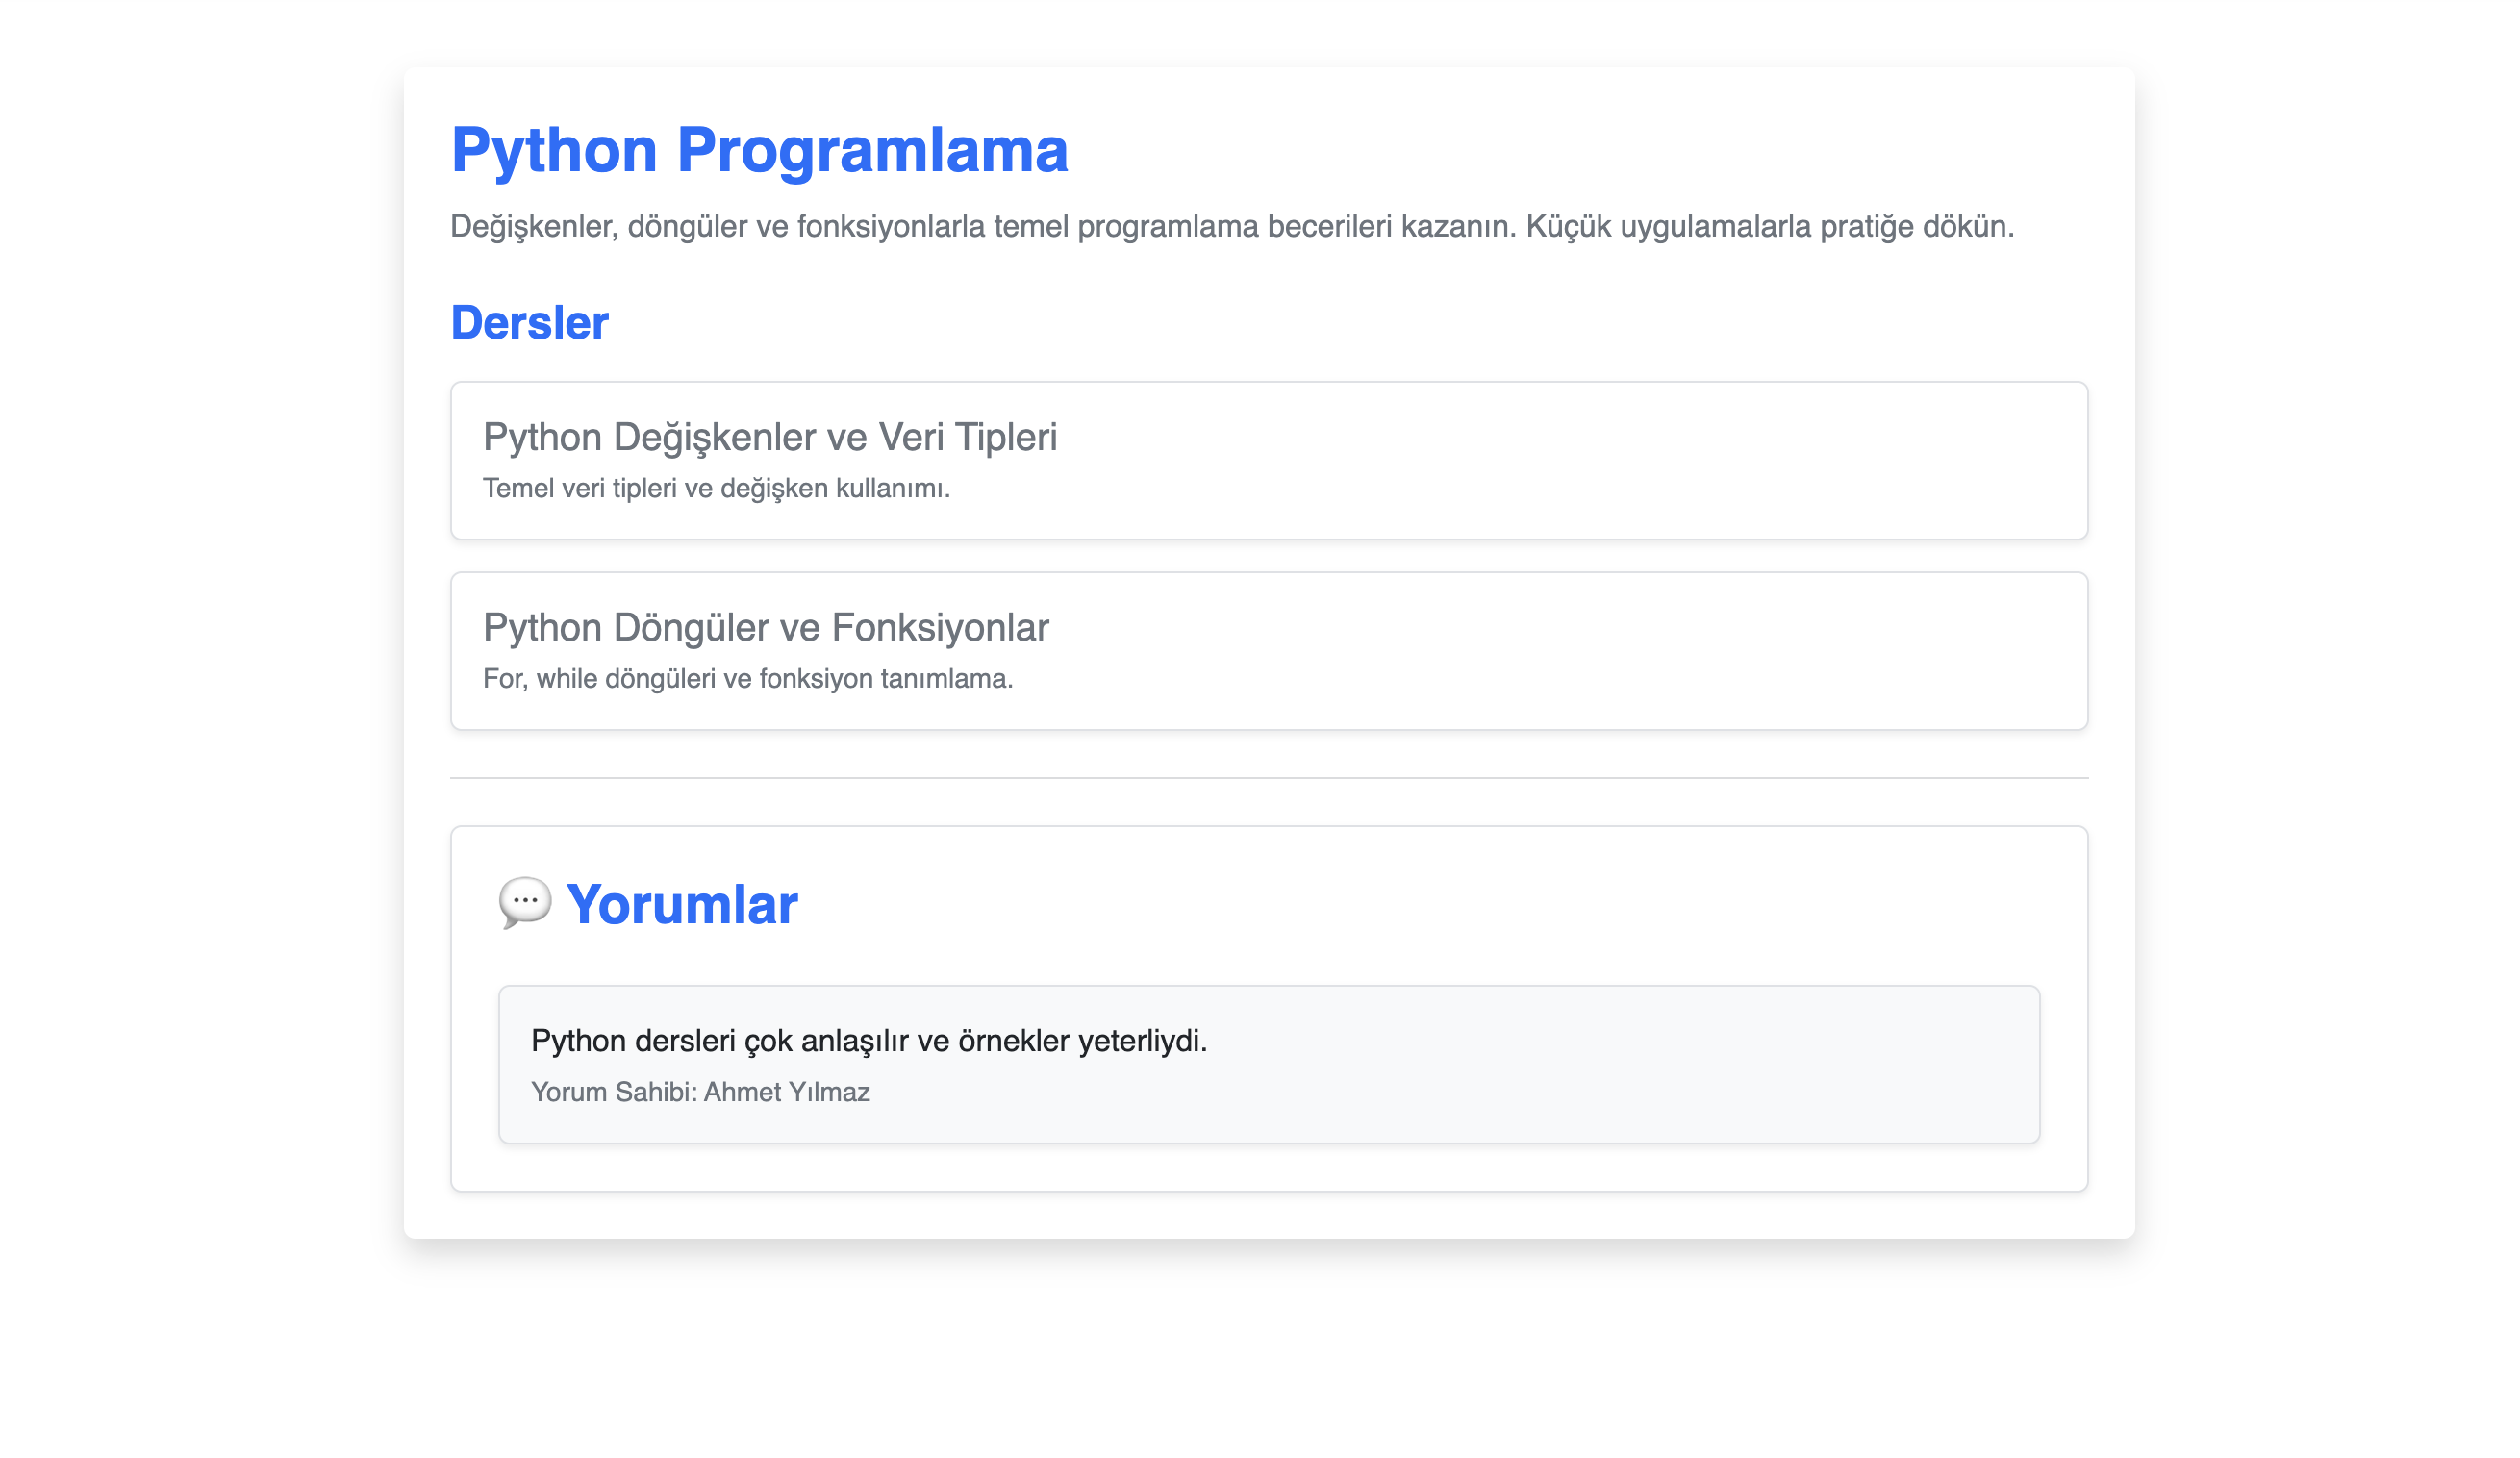 Python Programlama
Değişkenler, döngüler ve fonksiyonlarla temel programlama becerileri kazanın. Küçük uygulamalarla pratiğe dökün.
Dersler
Python Değişkenler ve Veri Tipleri
Temel veri tipleri ve değişken kullanımı.
Python Döngüler ve Fonksiyonlar
For, while döngüleri ve fonksiyon tanımlama.
💬 Yorumlar
Python dersleri çok anlaşılır ve örnekler yeterliydi.
Yorum Sahibi: Ahmet Yılmaz